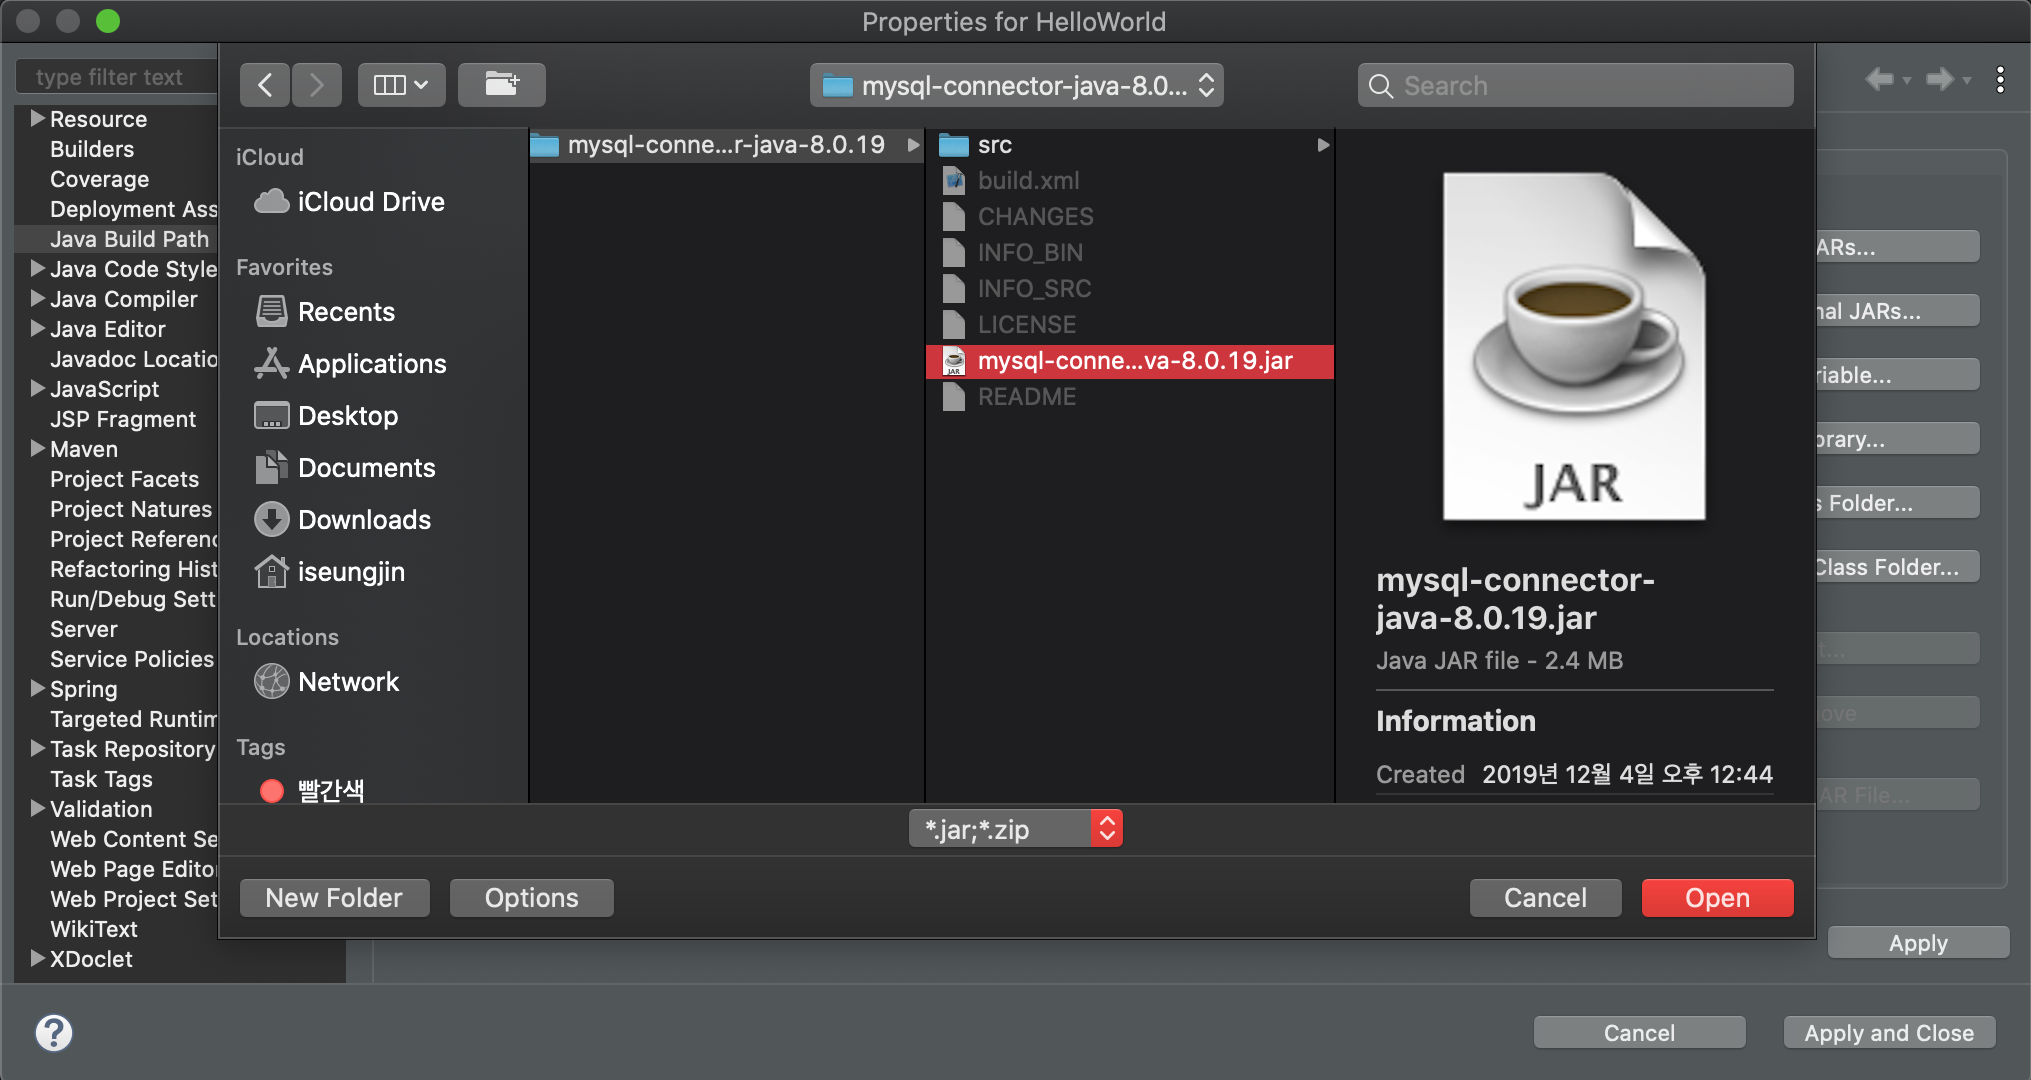 Properties for HelloWorld
type filter text
Resource
Builders
Coverage
Deployment Ass
Java Build Path
Java Code Style
Java Compiler
Java Editor
Javadoc Locatio
JavaScript
JSP Fragment
Maven
Project Facets
Project Natures
Project Referenc
Refactoring Hist
Run/Debug Sett
Server
Service Policies
Spring
Targeted Runtim
Task Repository
Task Tags
Validation
Web Content Se
Web Page Editor
Web Project Set
WikiText
XDoclet
mysql-connector-java-8.0...
Search
iCloud
iCloud Drive
Favorites
Recents
Applications
Desktop
Documents
Downloads
iseungjin
Locations
Network
Tags
빨간색
mysql-conne...r-java-8.0.19
src
build.xml
CHANGES
INFO_BIN
INFO_SRC
LICENSE
mysql-conne...va-8.0.19.jar
JAR
README
JAR
mysql-connector-
java-8.0.19.jar
Java JAR file - 2.4 MB
Information
Created 2019년 12월 4일 오후 12:44
*.jar;*.zip
New Folder
Options
Cancel
Open
ARs...
nal JARs...
riable...
brary...
s Folder...
Class Folder...
t...
ove
AR File...
Apply
?
Cancel
Apply and Close